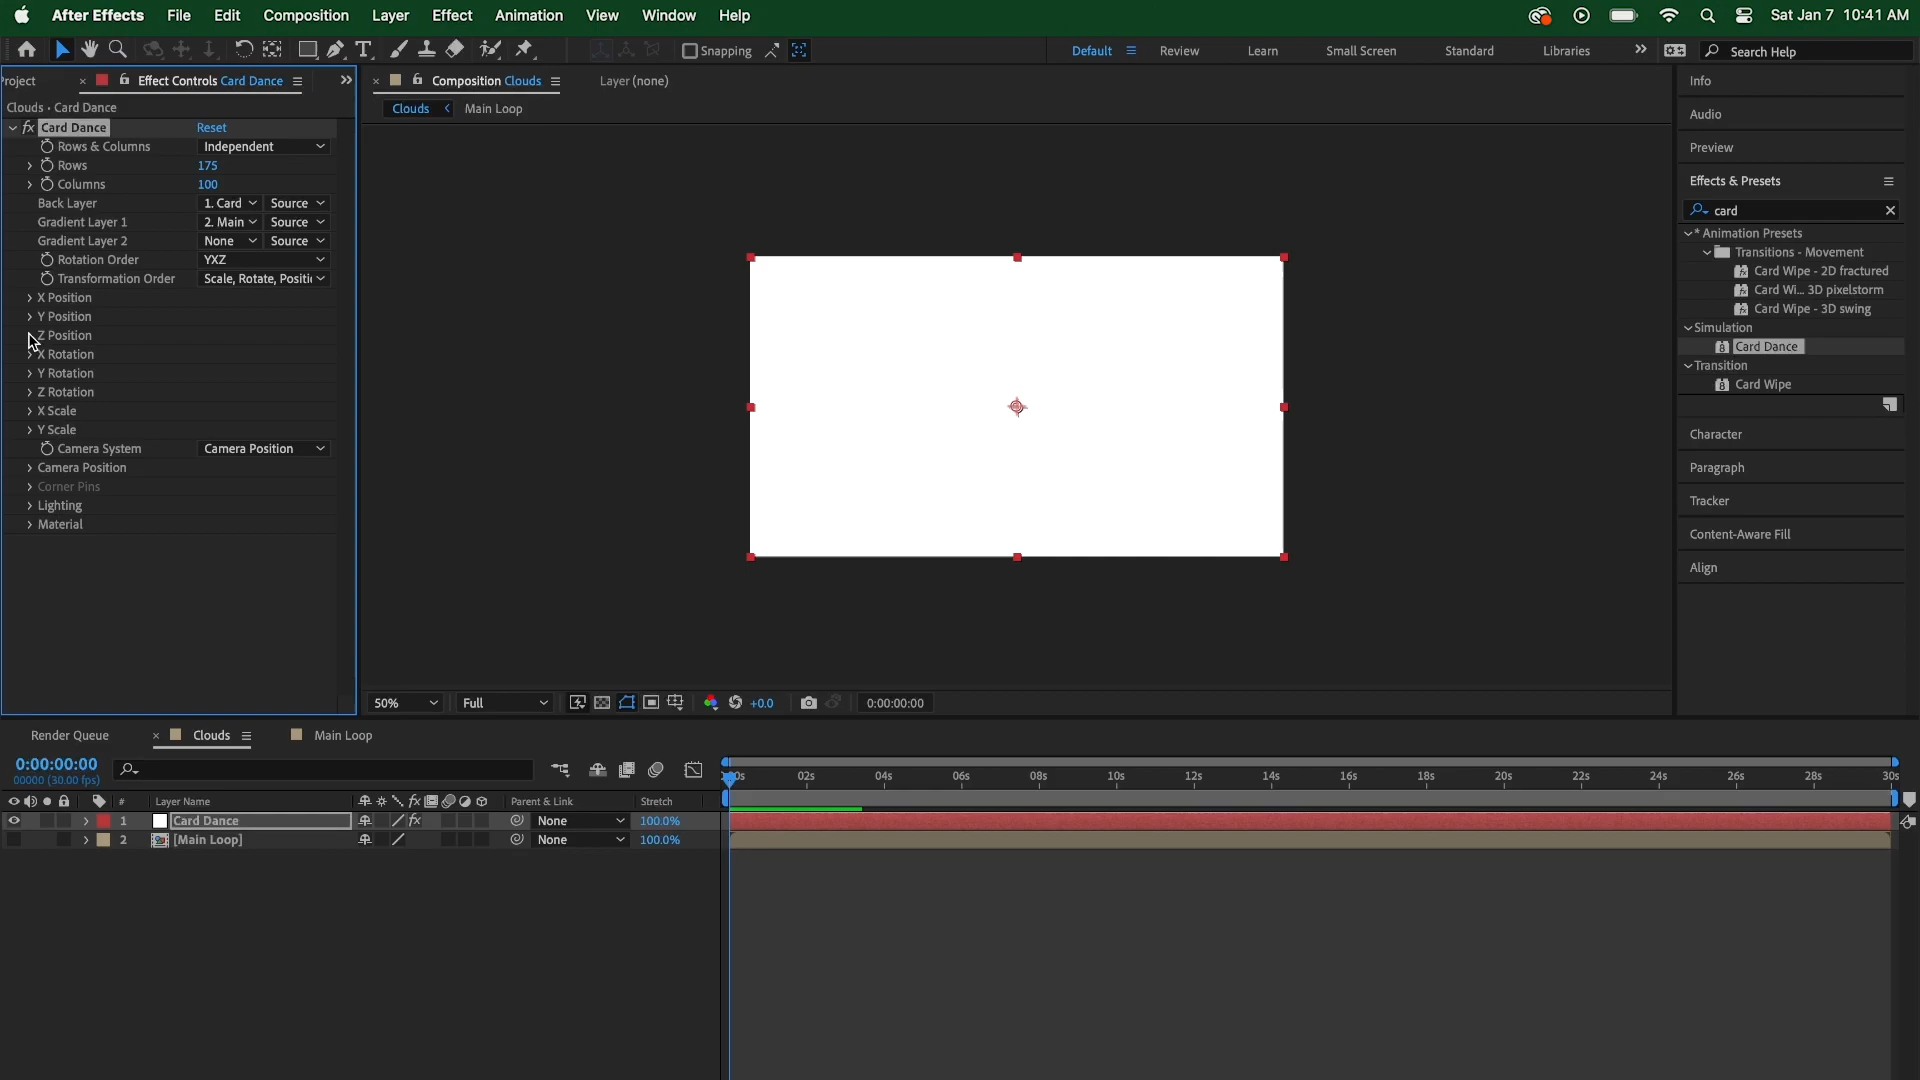 After Effects File Edit Composition Layer Effect Animation View Window Help Sat Jan 7 10:41 AM
Snapping Default Review Learn Small Screen Standard Libraries Search Help
roject Effect Controls Card Dance
Clouds • Card Dance
fx Card Dance Reset
Rows & Columns Independent
Rows 175
Columns 100
Back Layer 1. Card Source
Gradient Layer 1 2. Main Source
Gradient Layer 2 None Source
Rotation Order YXZ
Transformation Order Scale, Rotate, Positi
X Position
Y Position
Z Position
X Rotation
Y Rotation
Z Rotation
X Scale
Y Scale
Camera System Camera Position
Camera Position
Corner Pins
Lighting
Material
Composition Clouds Layer (none)
Clouds Main Loop
50% Full +0.0 0:00:00:00
Info
Audio
Preview
Effects & Presets
card
* Animation Presets
Transitions - Movement
Card Wipe - 2D fractured
Card Wi... 3D pixelstorm
Card Wipe - 3D swing
Simulation
Card Dance
Transition
Card Wipe
Character
Paragraph
Tracker
Content-Aware Fill
Align
Render Queue Clouds Main Loop
0:00:00:00
00000 (30.00 fps)
02s 04s 06s 08s 10s 12s 14s 16s 18s 20s 22s 24s 26s 28s 30s
# Layer Name fx Parent & Link Stretch
1 Card Dance fx None 100.0%
2 [Main Loop] None 100.0%